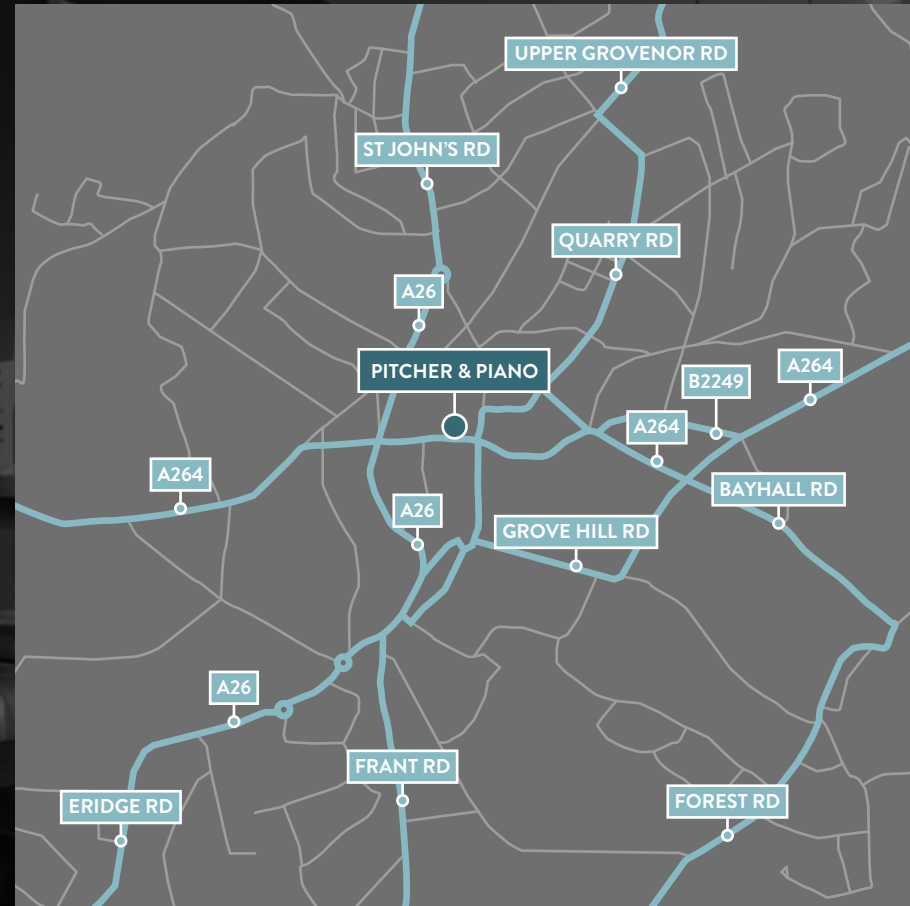 UPPER GROVENOR RD
ST JOHN'S RD
QUARRY RD
A26
PITCHER & PIANO
A264
B2249
A264
A264
BAYHALL RD
A26
GROVE HILL RD
A26
FRANT RD
ERIDGE RD
FOREST RD